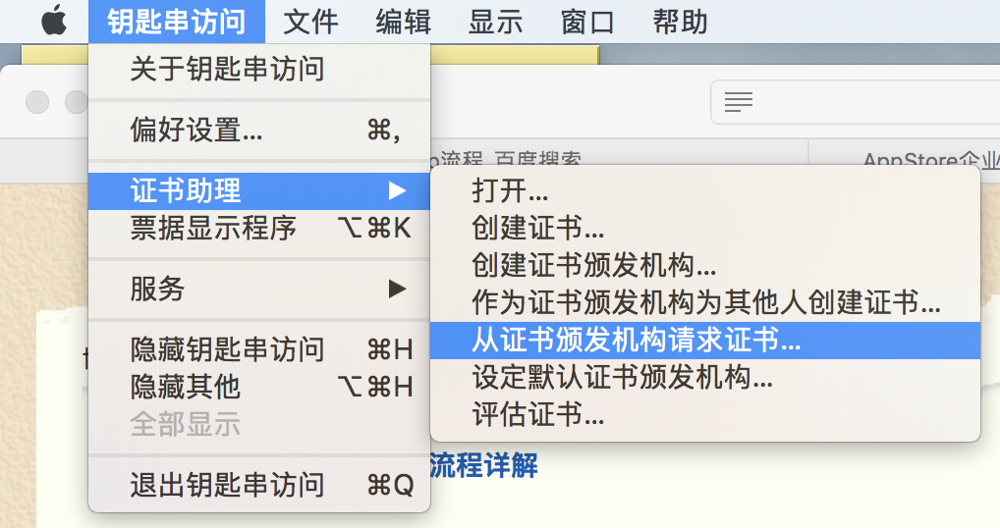 钥匙串访问 文件 编辑 显示 窗口 帮助
关于钥匙串访问
偏好设置... ⌘,
流程_百度搜索 AppStore企业
证书助理 ▶
票据显示程序 ⌥⌘K
服务 ▶
隐藏钥匙串访问 ⌘H
隐藏其他 ⌥⌘H
全部显示
退出钥匙串访问 ⌘Q
打开...
创建证书...
创建证书颁发机构...
作为证书颁发机构为其他人创建证书...
从证书颁发机构请求证书...
设定默认证书颁发机构...
评估证书...
流程详解